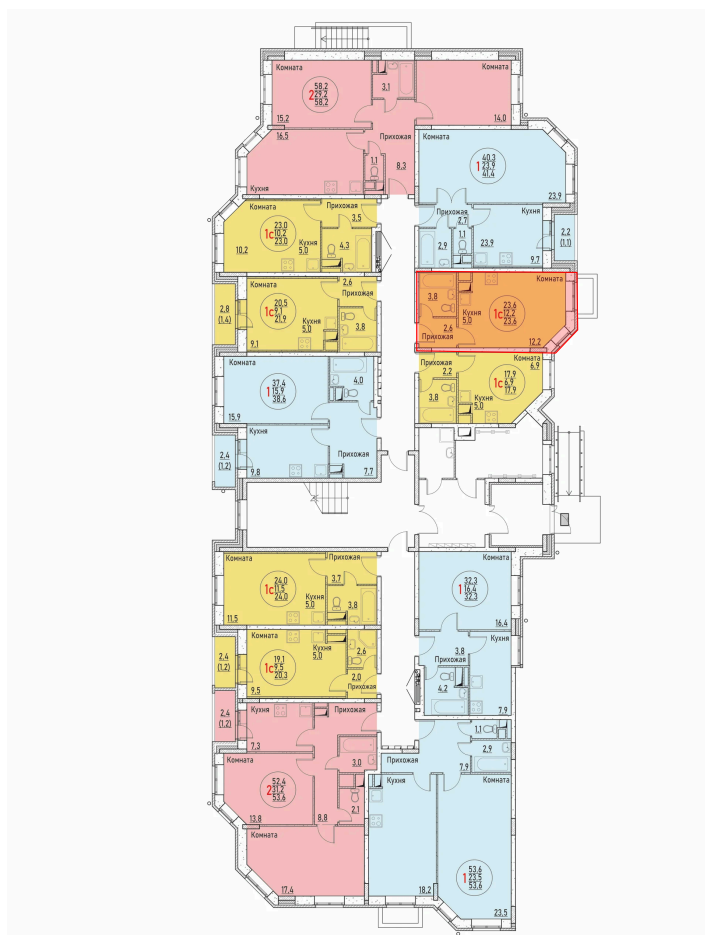 Комната
58,2
2 29,2
58,2
15,2
3,1
Комната
14,0
16,5
Кухня
Прихожая
1,1
8,3
Комната
40,3
1 23,9
41,4
23,9
Прихожая
2,7
Кухня
2,9
1,1
23,9
9,7
2,2
(1,1)
Комната
23,0
1с 10,2
23,0
10,2
Прихожая
3,5
Кухня
5,0
4,3
2,8
(1,4)
Комната
20,5
1с 9,1
21,9
9,1
2,6
Прихожая
Кухня
5,0
3,8
Комната
3,8
Кухня
5,0
23,6
1с 12,2
23,6
2,6
Прихожая
12,2
Прихожая
2,2
3,8
Комната
6,9
17,9
1с 6,9
17,9
Кухня
5,0
Комната
37,4
1 15,9
38,6
15,9
4,0
2,4
(1,2)
Кухня
9,8
Прихожая
7,7
Комната
24,0
1с 11,5
24,0
11,5
Прихожая
3,7
Кухня
5,0
3,8
Комната
32,3
1 16,4
32,3
16,4
3,8
Прихожая
4,2
Кухня
7,9
2,4
(1,2)
Комната
19,1
1с 9,5
20,3
9,5
Кухня
5,0
2,6
2,0
Прихожая
2,4
(1,2)
Кухня
7,3
Прихожая
3,0
Комната
52,4
2 31,2
53,6
13,8
8,8
2,1
Комната
17,4
1,1
2,9
Прихожая
7,9
Кухня
18,2
Комната
53,6
1 23,5
53,6
23,5